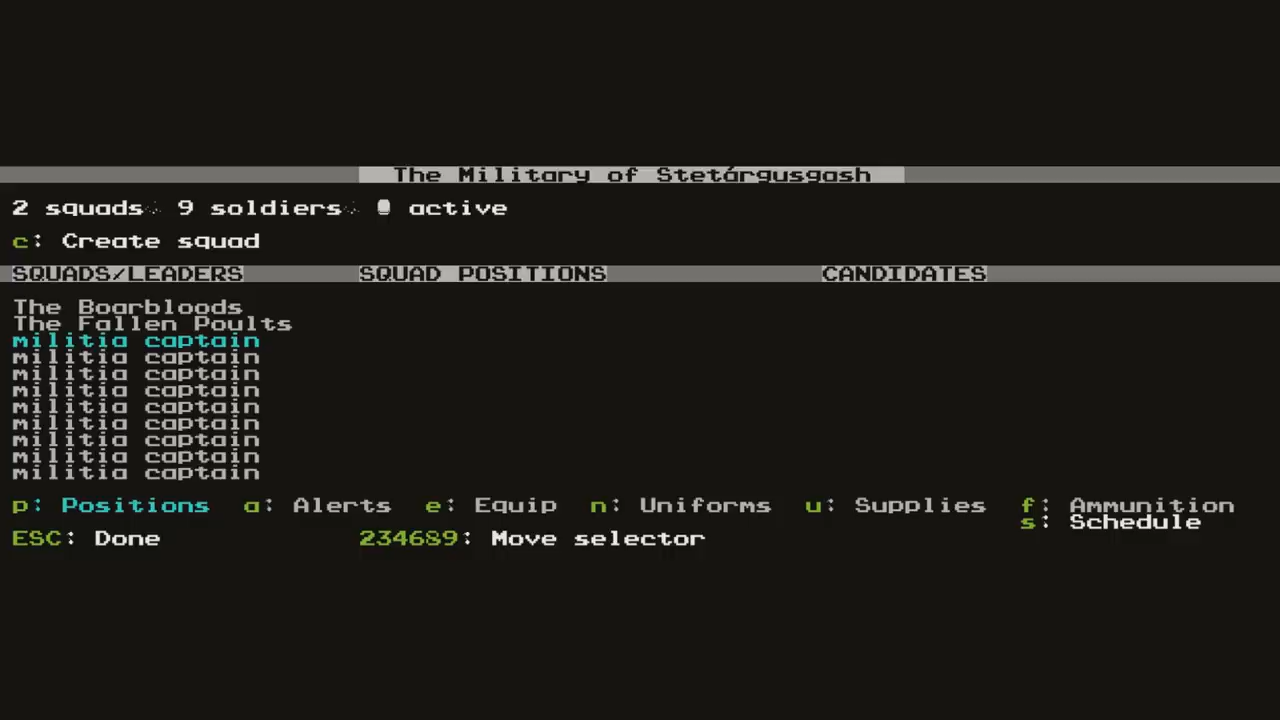 The Military of Stetárgusgash
2 squads 9 soldiers 0 active
c: Create squad
SQUADS/LEADERS SQUAD POSITIONS CANDIDATES
The Boarbloods
The Fallen Poults
militia captain
militia captain
militia captain
militia captain
militia captain
militia captain
militia captain
militia captain
militia captain
p: Positions a: Alerts e: Equip n: Uniforms u: Supplies f: Ammunition
s: Schedule
ESC: Done 234689: Move selector